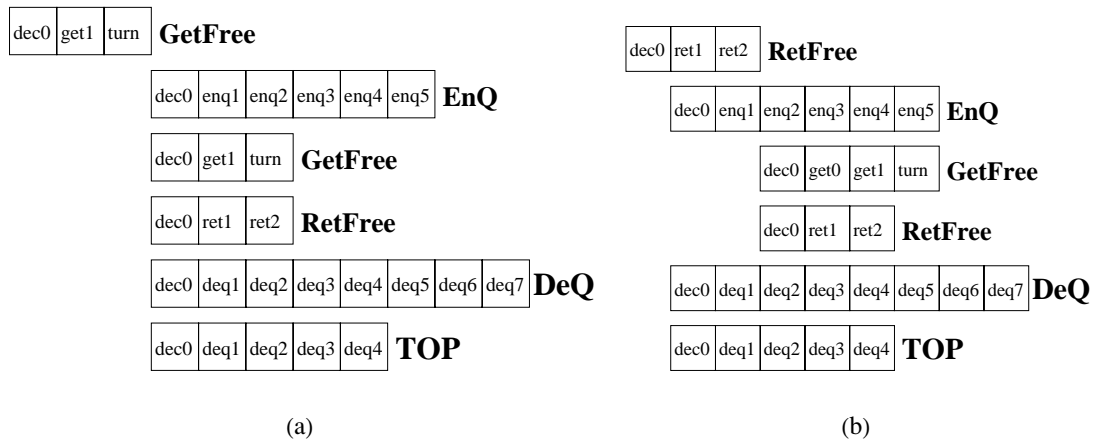 dec0 get1 turn GetFree
dec0 enq1 enq2 enq3 enq4 enq5 EnQ
dec0 get1 turn GetFree
dec0 ret1 ret2 RetFree
dec0 deq1 deq2 deq3 deq4 deq5 deq6 deq7 DeQ
dec0 deq1 deq2 deq3 deq4 TOP
(a)
dec0 ret1 ret2 RetFree
dec0 enq1 enq2 enq3 enq4 enq5 EnQ
dec0 get0 get1 turn GetFree
dec0 ret1 ret2 RetFree
dec0 deq1 deq2 deq3 deq4 deq5 deq6 deq7 DeQ
dec0 deq1 deq2 deq3 deq4 TOP
(b)